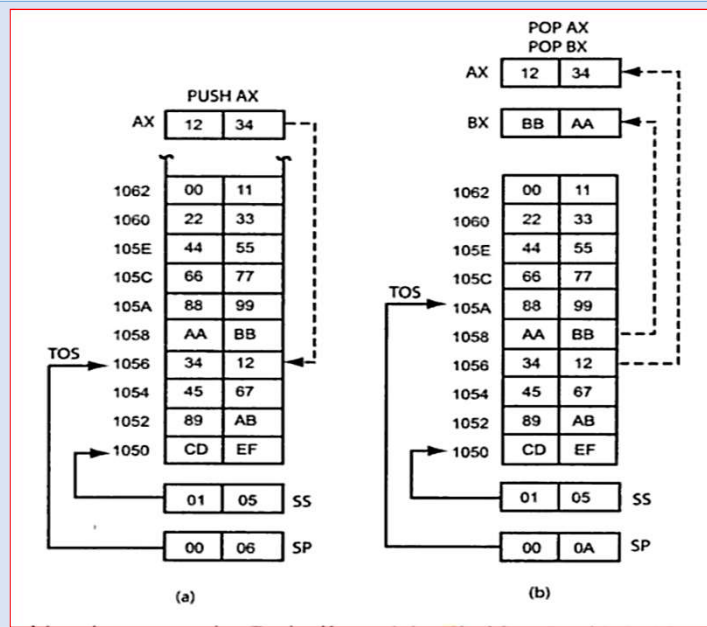 PUSH AX
AX 12 34
1062 00 11
1060 22 33
105E 44 55
105C 66 77
105A 88 99
1058 AA BB
TOS 1056 34 12
1054 45 67
1052 89 AB
1050 CD EF
01 05 SS
00 06 SP
(a)
POP AX
POP BX
AX 12 34
BX BB AA
1062 00 11
1060 22 33
105E 44 55
105C 66 77
TOS 105A 88 99
1058 AA BB
1056 34 12
1054 45 67
1052 89 AB
1050 CD EF
01 05 SS
00 0A SP
(b)